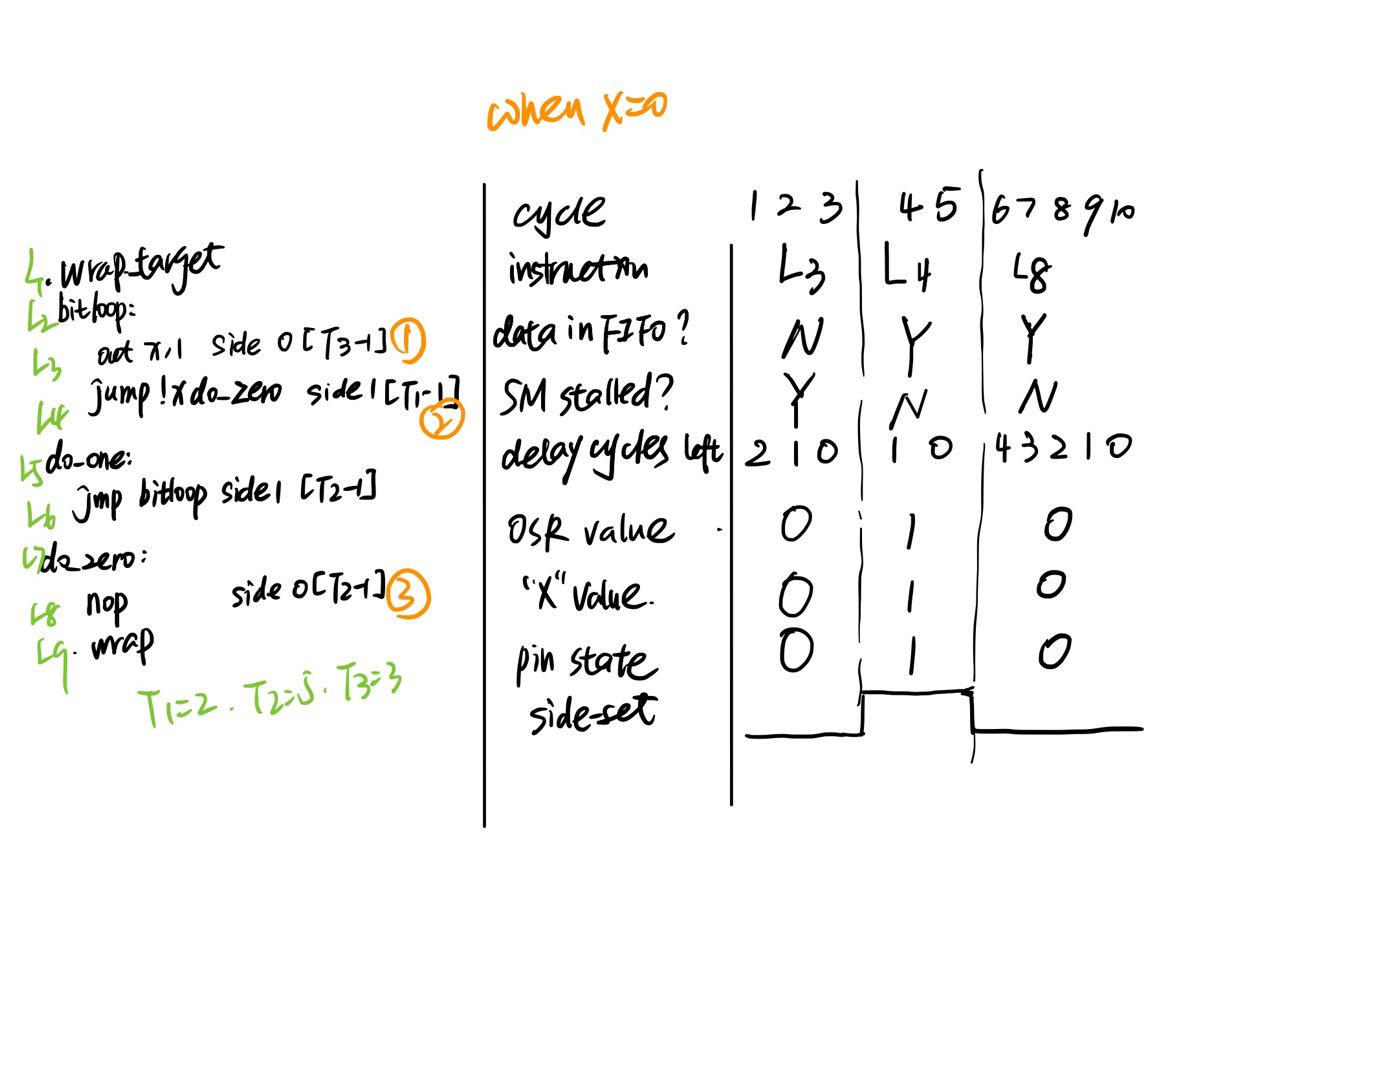 when x=0
L1 .wrap_target
L2 bitloop:
L3 out x,1 side 0 [T3-1] ①
L4 jump !x do_zero side 1 [T1-1] ②
L5 do_one:
L6 jmp bitloop side 1 [T2-1]
L7 do_zero:
L8 nop side 0 [T2-1] ③
L9 .wrap
T1=2. T2=5. T3=3
cycle 1 2 3 4 5 6 7 8 9 10
instruction L3 L4 L8
data in FIFO? N Y Y
SM stalled? Y N N
delay cycles left 2 1 0 1 0 4 3 2 1 0
OSR value 0 1 0
"X" value. 0 1 0
pin state 0 1 0
side-set